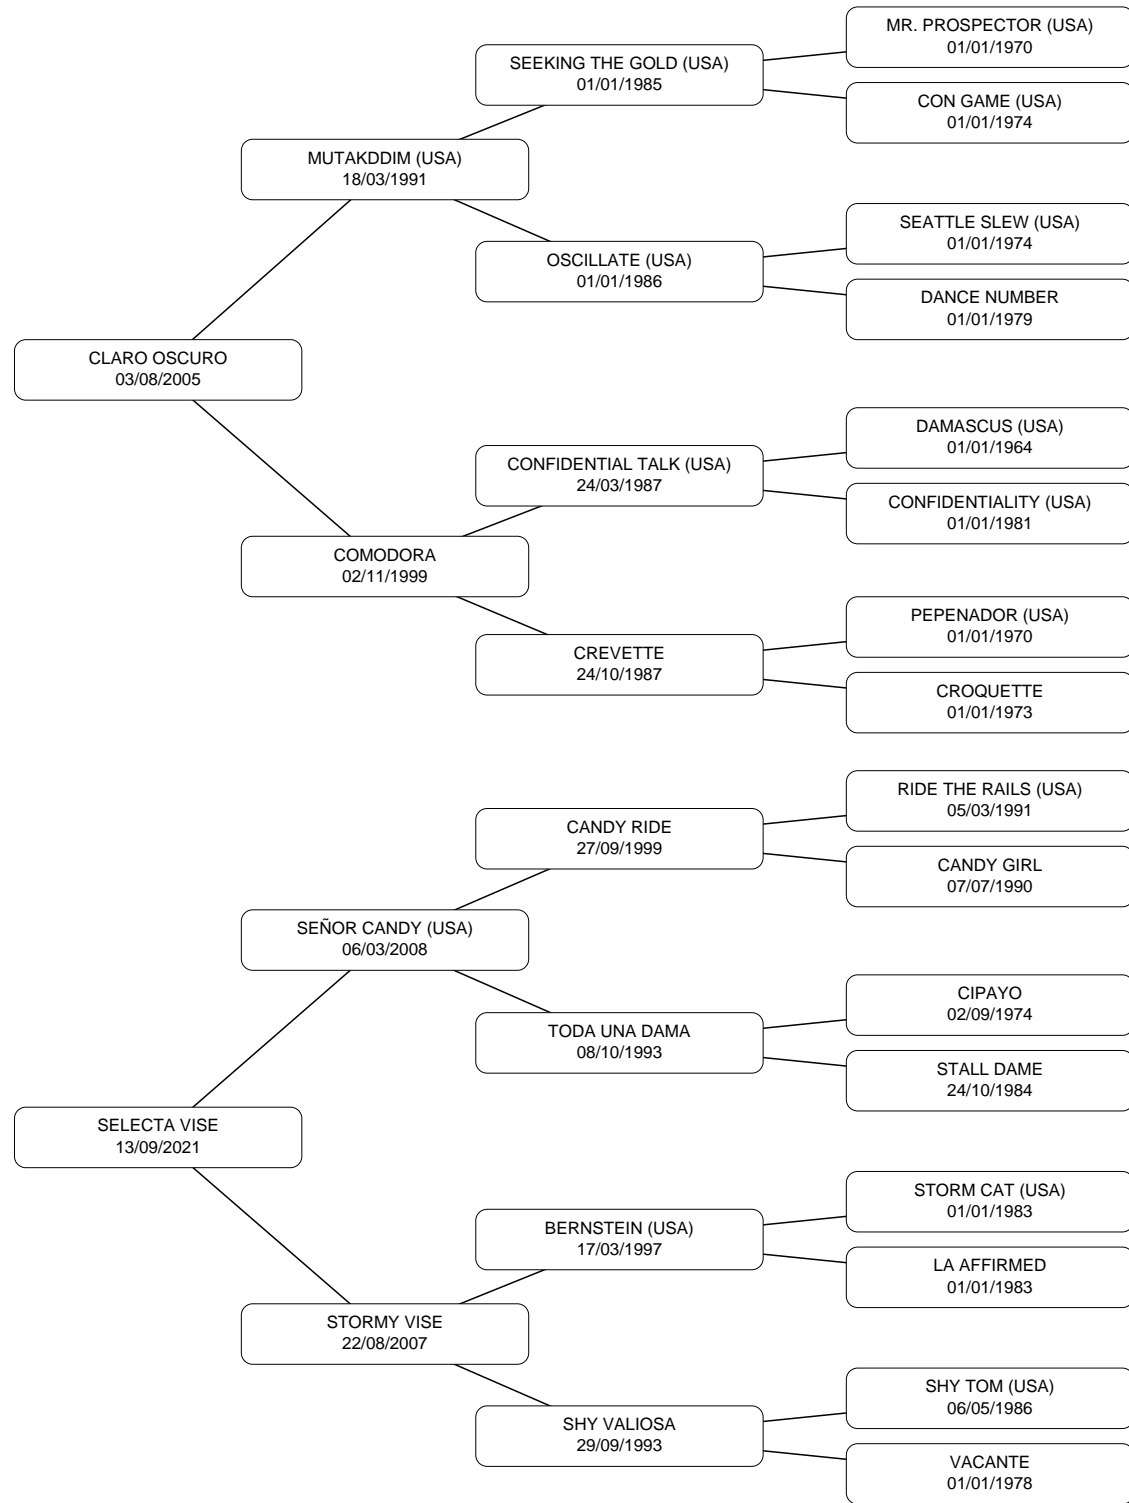 MR. PROSPECTOR (USA)
01/01/1970
SEEKING THE GOLD (USA)
01/01/1985
CON GAME (USA)
01/01/1974
MUTAKDDIM (USA)
18/03/1991
SEATTLE SLEW (USA)
01/01/1974
OSCILLATE (USA)
01/01/1986
DANCE NUMBER
01/01/1979
CLARO OSCURO
03/08/2005
DAMASCUS (USA)
01/01/1964
CONFIDENTIAL TALK (USA)
24/03/1987
CONFIDENTIALITY (USA)
01/01/1981
COMODORA
02/11/1999
PEPENADOR (USA)
01/01/1970
CREVETTE
24/10/1987
CROQUETTE
01/01/1973
RIDE THE RAILS (USA)
05/03/1991
CANDY RIDE
27/09/1999
CANDY GIRL
07/07/1990
SEÑOR CANDY (USA)
06/03/2008
CIPAYO
02/09/1974
TODA UNA DAMA
08/10/1993
STALL DAME
24/10/1984
SELECTA VISE
13/09/2021
STORM CAT (USA)
01/01/1983
BERNSTEIN (USA)
17/03/1997
LA AFFIRMED
01/01/1983
STORMY VISE
22/08/2007
SHY TOM (USA)
06/05/1986
SHY VALIOSA
29/09/1993
VACANTE
01/01/1978